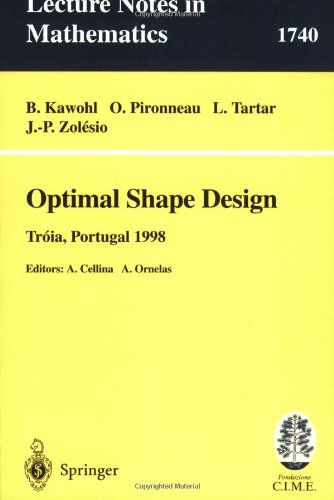 Lecture Notes in
Mathematics 1740
B. Kawohl O. Pironneau L. Tartar
J.-P. Zolésio
Optimal Shape Design
Tróia, Portugal 1998
Editors: A. Cellina A. Ornelas
Springer
Fondazione
C.I.M.E.